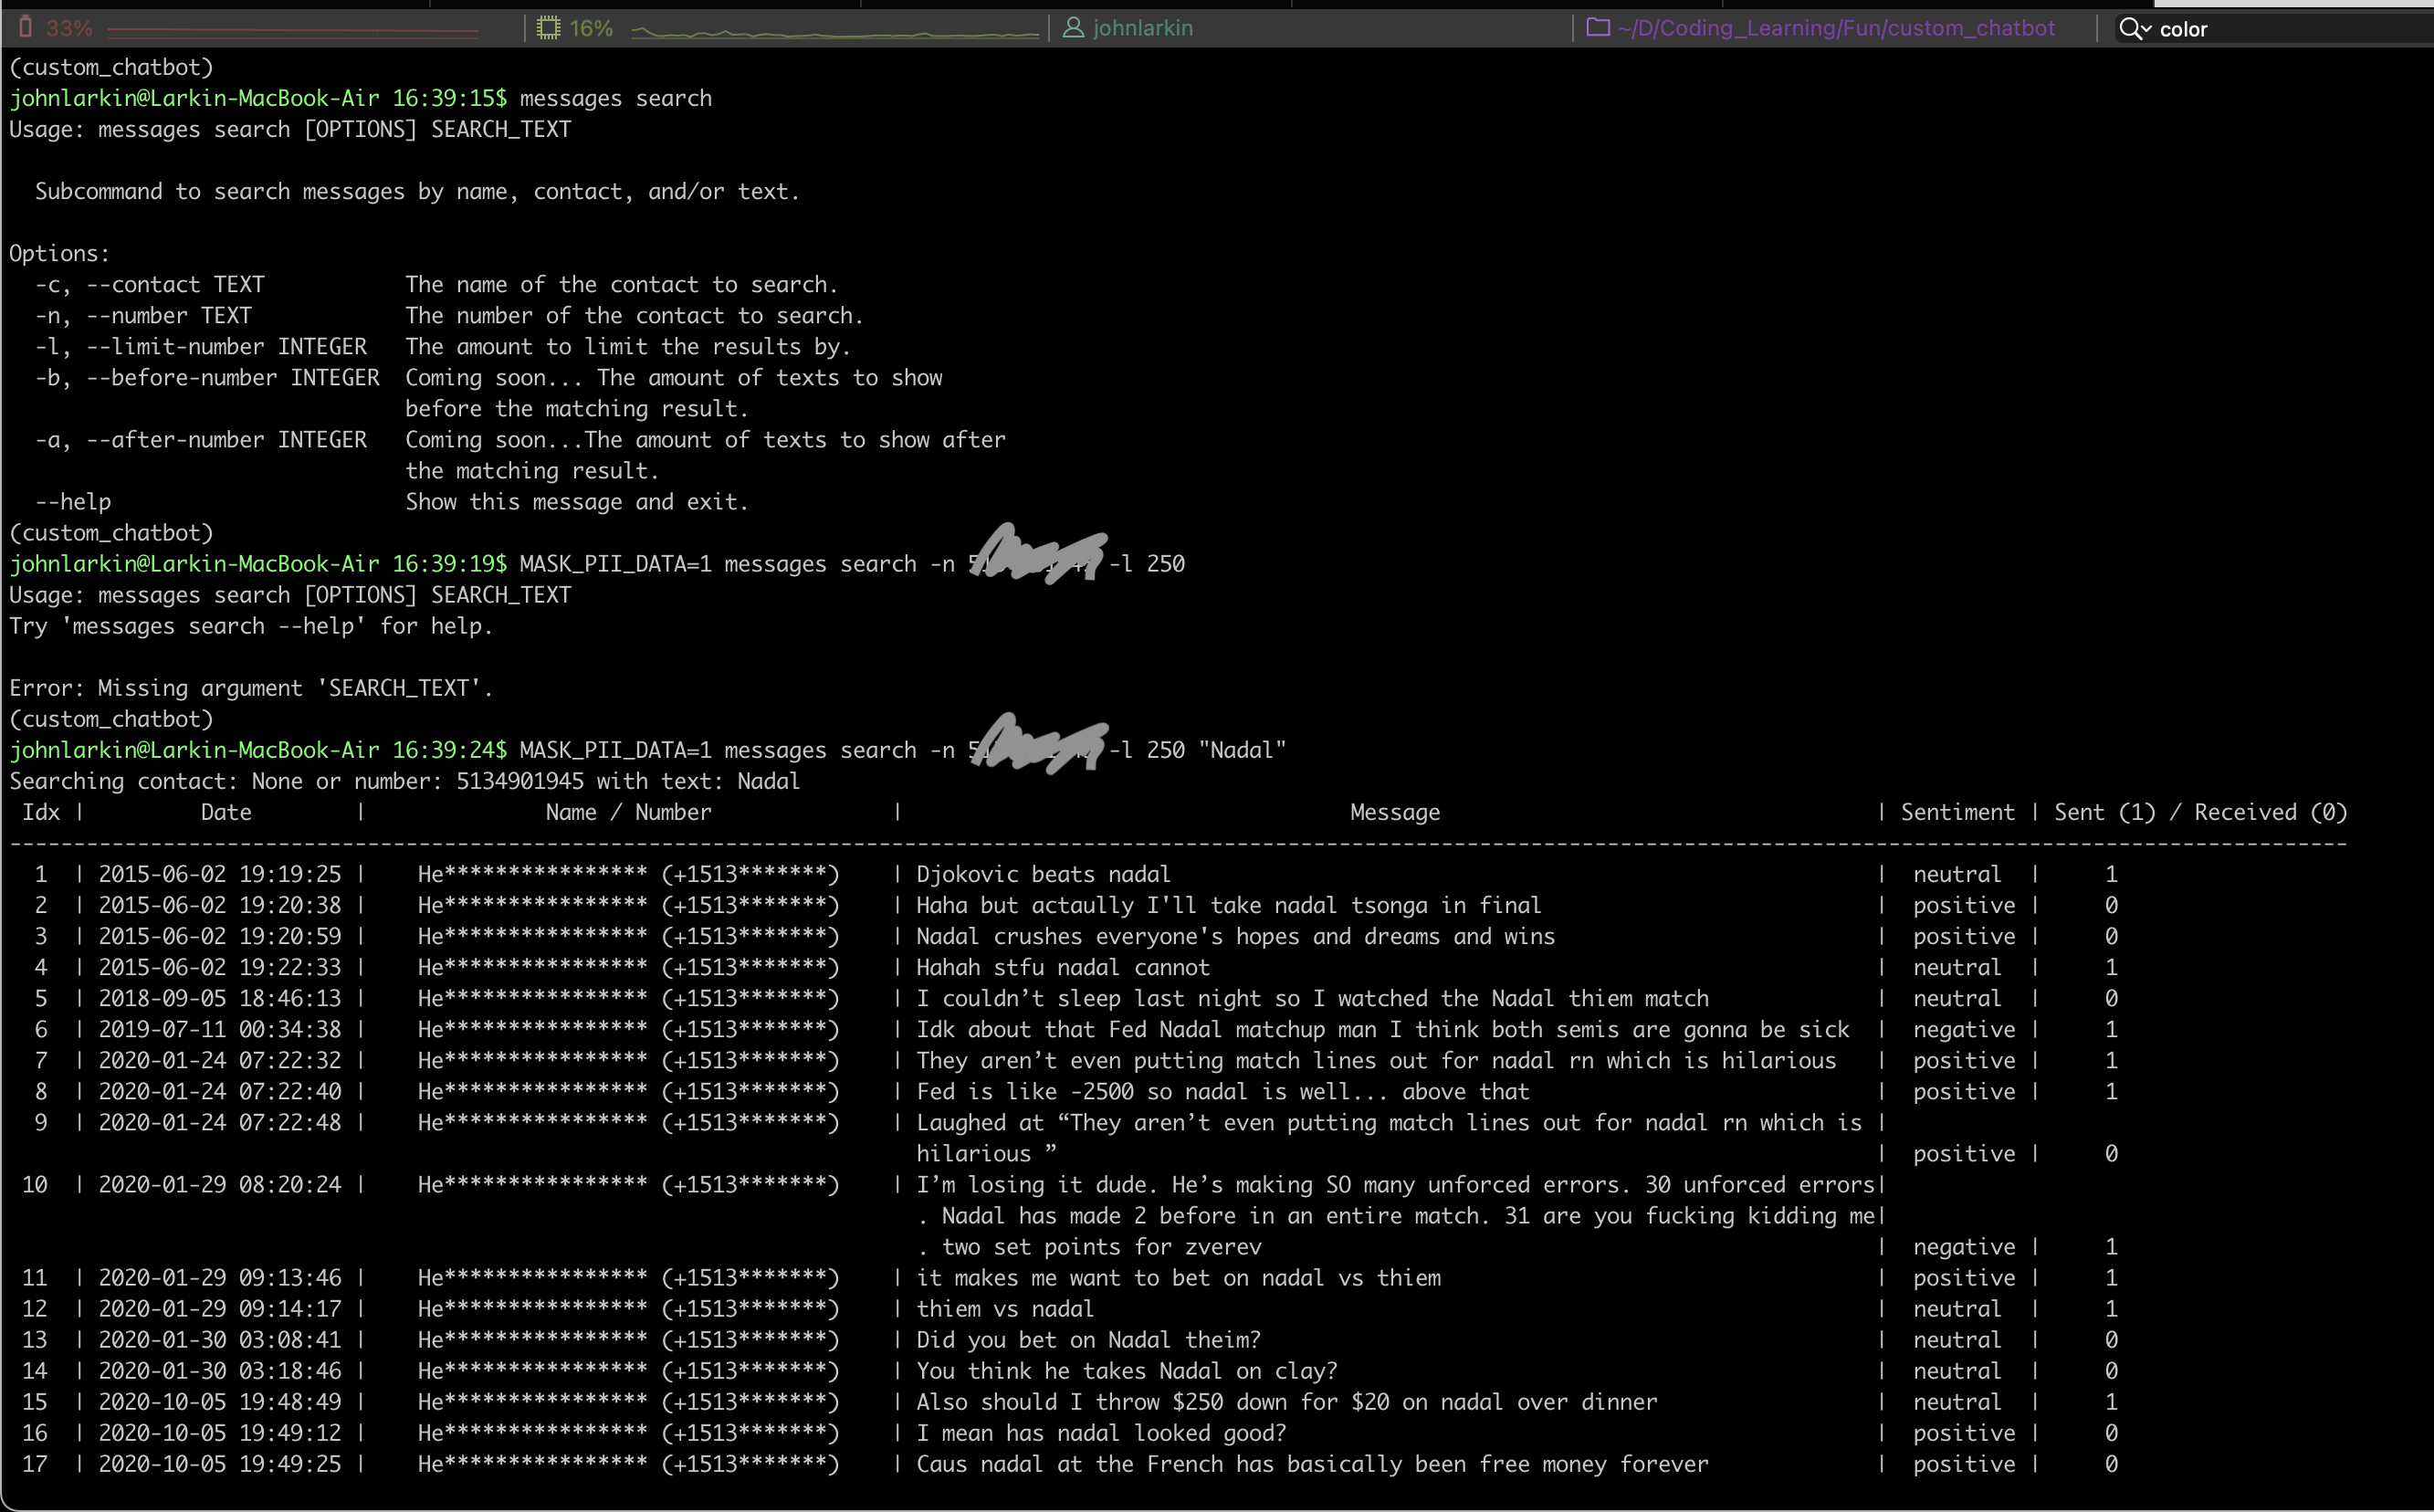 33% 16% johnlarkin ~/D/Coding_Learning/Fun/custom_chatbot color
(custom_chatbot)
johnlarkin@Larkin-MacBook-Air 16:39:15$ messages search
Usage: messages search [OPTIONS] SEARCH_TEXT
Subcommand to search messages by name, contact, and/or text.
Options:
-c, --contact TEXT The name of the contact to search.
-n, --number TEXT The number of the contact to search.
-l, --limit-number INTEGER The amount to limit the results by.
-b, --before-number INTEGER Coming soon... The amount of texts to show
before the matching result.
-a, --after-number INTEGER Coming soon...The amount of texts to show after
the matching result.
--help Show this message and exit.
(custom_chatbot)
johnlarkin@Larkin-MacBook-Air 16:39:19$ MASK_PII_DATA=1 messages search -n -l 250
Usage: messages search [OPTIONS] SEARCH_TEXT
Try 'messages search --help' for help.
Error: Missing argument 'SEARCH_TEXT'.
(custom_chatbot)
johnlarkin@Larkin-MacBook-Air 16:39:24$ MASK_PII_DATA=1 messages search -n -l 250 "Nadal"
Searching contact: None or number: 5134901945 with text: Nadal
Idx | Date | Name / Number | Message | Sentiment | Sent (1) / Received (0)
1 | 2015-06-02 19:19:25 | He**************** (+1513*******) | Djokovic beats nadal | neutral | 1
2 | 2015-06-02 19:20:38 | He**************** (+1513*******) | Haha but actaully I'll take nadal tsonga in final | positive | 0
3 | 2015-06-02 19:20:59 | He**************** (+1513*******) | Nadal crushes everyone's hopes and dreams and wins | positive | 0
4 | 2015-06-02 19:22:33 | He**************** (+1513*******) | Hahah stfu nadal cannot | neutral | 1
5 | 2018-09-05 18:46:13 | He**************** (+1513*******) | I couldn’t sleep last night so I watched the Nadal thiem match | neutral | 0
6 | 2019-07-11 00:34:38 | He**************** (+1513*******) | Idk about that Fed Nadal matchup man I think both semis are gonna be sick | negative | 1
7 | 2020-01-24 07:22:32 | He**************** (+1513*******) | They aren’t even putting match lines out for nadal rn which is hilarious | positive | 1
8 | 2020-01-24 07:22:40 | He**************** (+1513*******) | Fed is like -2500 so nadal is well... above that | positive | 1
9 | 2020-01-24 07:22:48 | He**************** (+1513*******) | Laughed at “They aren’t even putting match lines out for nadal rn which is |
hilarious ” | positive | 0
10 | 2020-01-29 08:20:24 | He**************** (+1513*******) | I’m losing it dude. He’s making SO many unforced errors. 30 unforced errors|
. Nadal has made 2 before in an entire match. 31 are you fucking kidding me|
. two set points for zverev | negative | 1
11 | 2020-01-29 09:13:46 | He**************** (+1513*******) | it makes me want to bet on nadal vs thiem | positive | 1
12 | 2020-01-29 09:14:17 | He**************** (+1513*******) | thiem vs nadal | neutral | 1
13 | 2020-01-30 03:08:41 | He**************** (+1513*******) | Did you bet on Nadal theim? | neutral | 0
14 | 2020-01-30 03:18:46 | He**************** (+1513*******) | You think he takes Nadal on clay? | neutral | 0
15 | 2020-10-05 19:48:49 | He**************** (+1513*******) | Also should I throw $250 down for $20 on nadal over dinner | neutral | 1
16 | 2020-10-05 19:49:12 | He**************** (+1513*******) | I mean has nadal looked good? | positive | 0
17 | 2020-10-05 19:49:25 | He**************** (+1513*******) | Caus nadal at the French has basically been free money forever | positive | 0